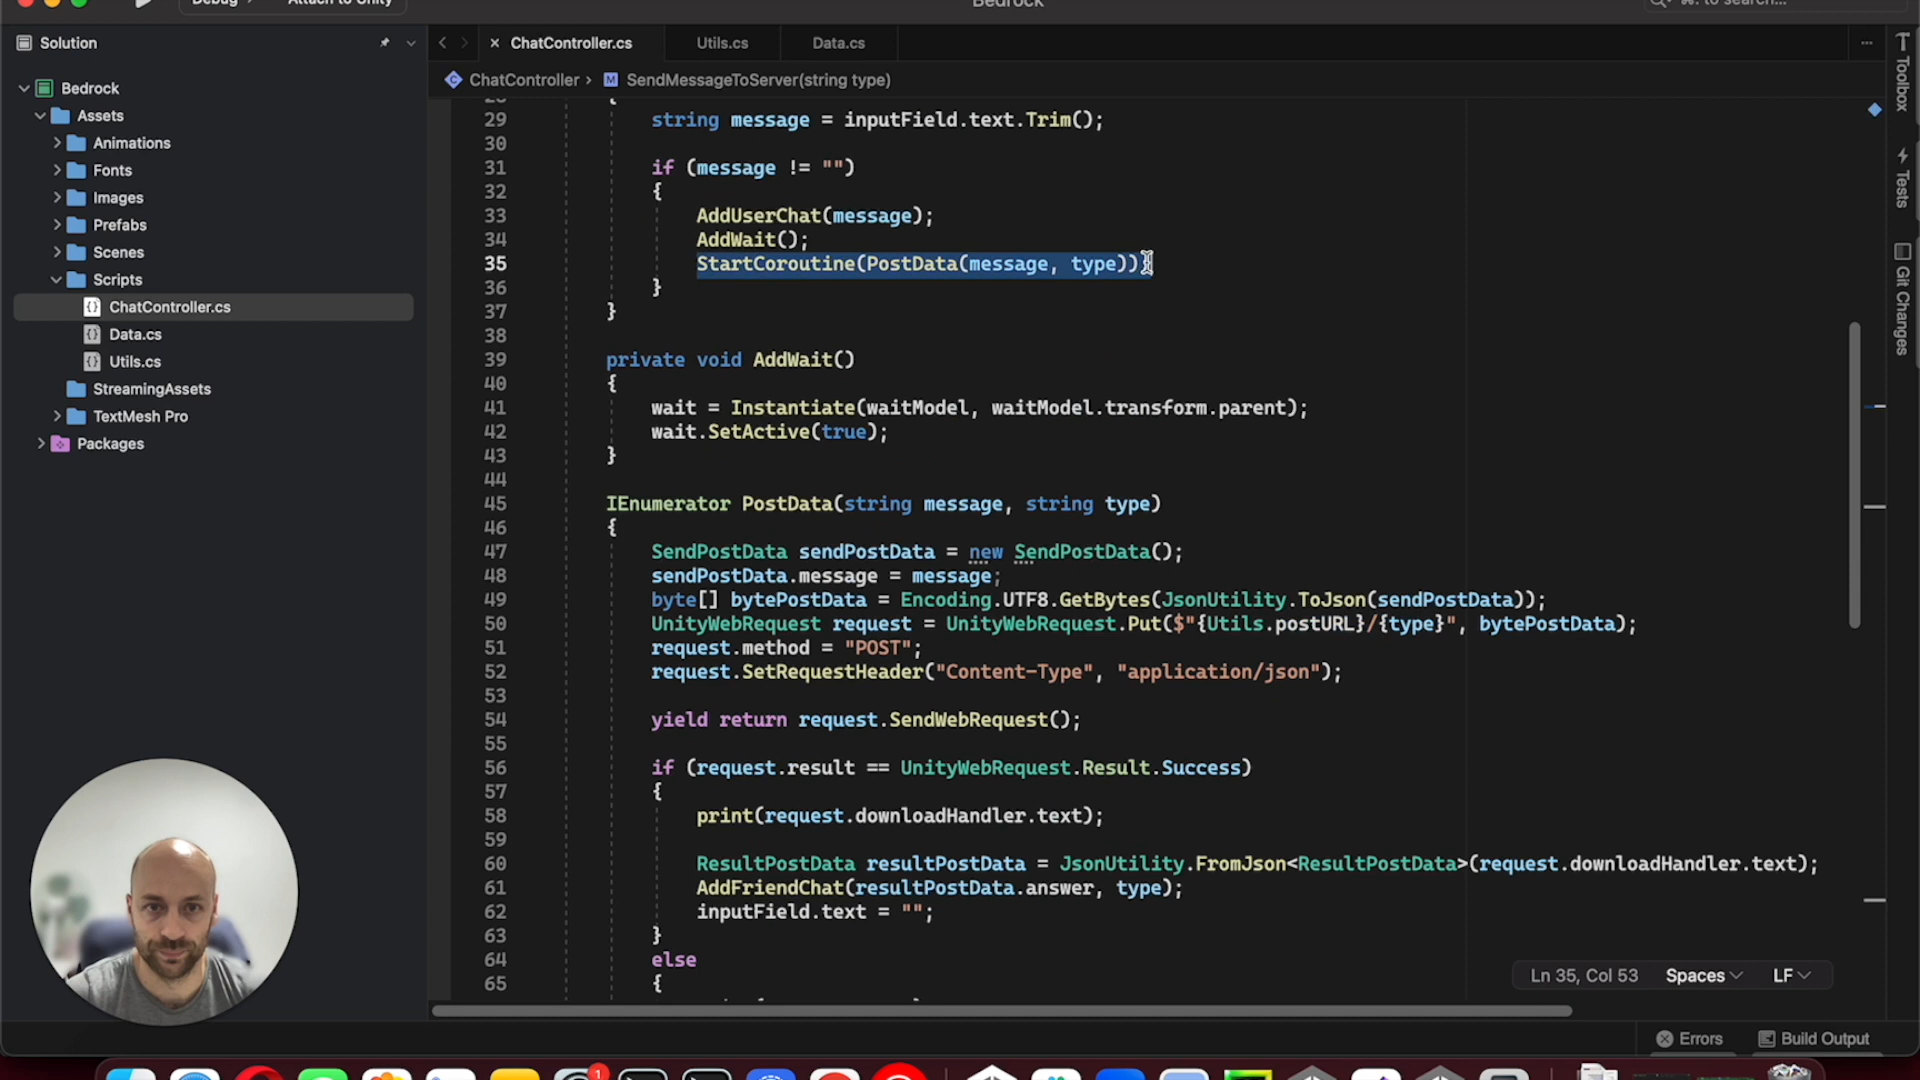 Debug
Attach to Unity
Bedrock
⌘. to search...
Solution
ChatController.cs
Utils.cs
Data.cs
ChatController
SendMessageToServer(string type)
Bedrock
Assets
Animations
Fonts
Images
Prefabs
Scenes
Scripts
ChatController.cs
Data.cs
Utils.cs
StreamingAssets
TextMesh Pro
Packages
28 {
29 string message = inputField.text.Trim();
30
31 if (message != "")
32 {
33 AddUserChat(message);
34 AddWait();
35 StartCoroutine(PostData(message, type));
36 }
37 }
38
39 private void AddWait()
40 {
41 wait = Instantiate(waitModel, waitModel.transform.parent);
42 wait.SetActive(true);
43 }
44
45 IEnumerator PostData(string message, string type)
46 {
47 SendPostData sendPostData = new SendPostData();
48 sendPostData.message = message;
49 byte[] bytePostData = Encoding.UTF8.GetBytes(JsonUtility.ToJson(sendPostData));
50 UnityWebRequest request = UnityWebRequest.Put($"{Utils.postURL}/{type}", bytePostData);
51 request.method = "POST";
52 request.SetRequestHeader("Content-Type", "application/json");
53
54 yield return request.SendWebRequest();
55
56 if (request.result == UnityWebRequest.Result.Success)
57 {
58 print(request.downloadHandler.text);
59
60 ResultPostData resultPostData = JsonUtility.FromJson<ResultPostData>(request.downloadHandler.text);
61 AddFriendChat(resultPostData.answer, type);
62 inputField.text = "";
63 }
64 else
65 {
Toolbox
Tests
Git Changes
Ln 35, Col 53
Spaces
LF
Errors
Build Output
1